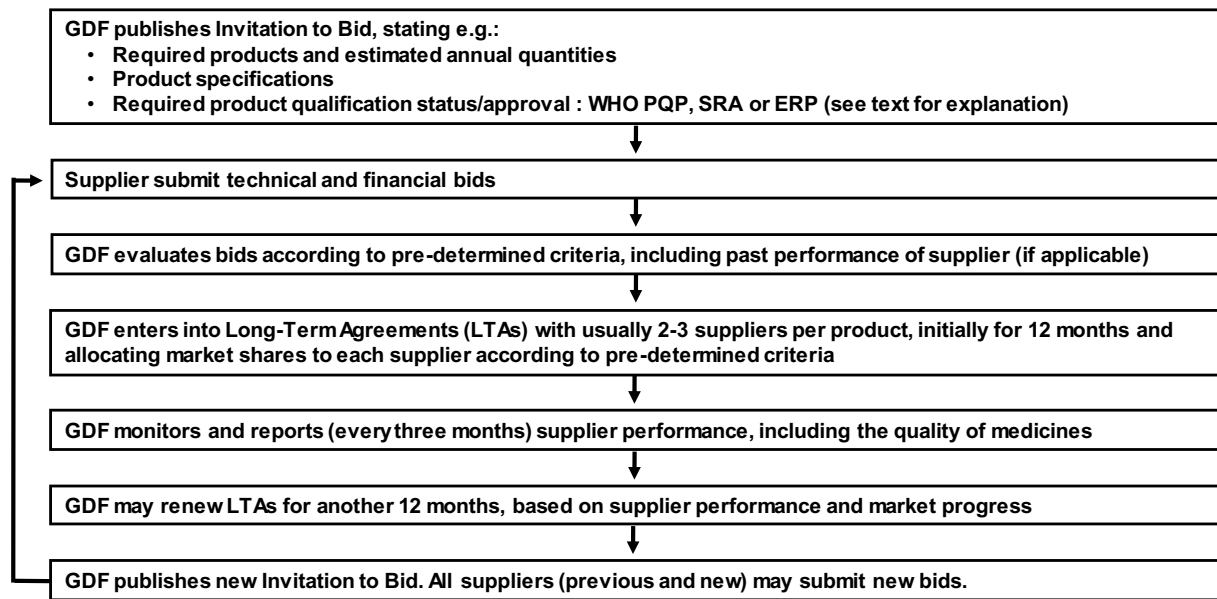 GDF publishes Invitation to Bid, stating e.g.:
• Required products and estimated annual quantities
• Product specifications
• Required product qualification status/approval : WHO PQP, SRA or ERP (see text for explanation)
Supplier submit technical and financial bids
GDF evaluates bids according to pre-determined criteria, including past performance of supplier (if applicable)
GDF enters into Long-Term Agreements (LTAs) with usually 2-3 suppliers per product, initially for 12 months and
allocating market shares to each supplier according to pre-determined criteria
GDF monitors and reports (every three months) supplier performance, including the quality of medicines
GDF may renew LTAs for another 12 months, based on supplier performance and market progress
GDF publishes new Invitation to Bid. All suppliers (previous and new) may submit new bids.